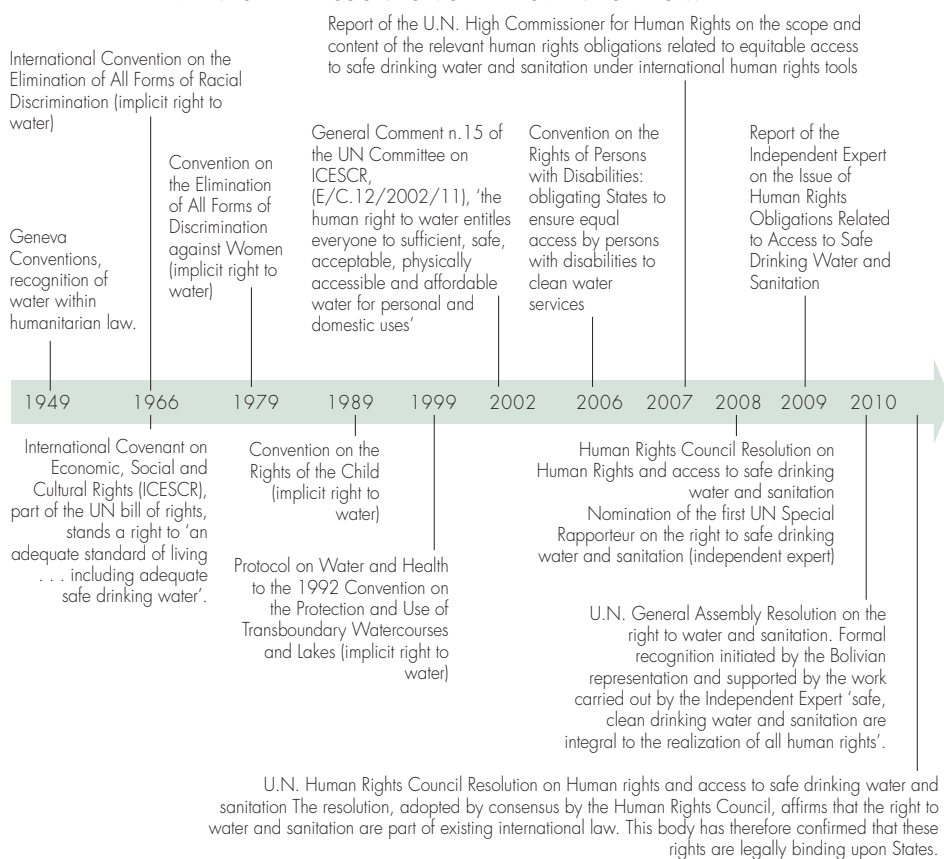 Report of the U.N. High Commissioner for Human Rights on the scope and
content of the relevant human rights obligations related to equitable access
to safe drinking water and sanitation under international human rights tools
International Convention on the
Elimination of All Forms of Racial
Discrimination (implicit right to
water)
Geneva
Conventions,
recognition of
water within
humanitarian law.
Convention on
the Elimination
of All Forms of
Discrimination
against Women
(implicit right to
water)
General Comment n.15 of
the UN Committee on
ICESCR,
(E/C.12/2002/11), ‘the
human right to water entitles
everyone to sufficient, safe,
acceptable, physically
accessible and affordable
water for personal and
domestic uses’
Convention on the
Rights of Persons
with Disabilities:
obligating States to
ensure equal
access by persons
with disabilities to
clean water
services
Report of the
Independent Expert
on the Issue of
Human Rights
Obligations Related
to Access to Safe
Drinking Water and
Sanitation
1949 1966 1979 1989 1999 2002 2006 2007 2008 2009 2010
International Covenant on
Economic, Social and
Cultural Rights (ICESCR),
part of the UN bill of rights,
stands a right to ‘an
adequate standard of living
. . . including adequate
safe drinking water’.
Convention on the
Rights of the Child
(implicit right to
water)
Protocol on Water and Health
to the 1992 Convention on
the Protection and Use of
Transboundary Watercourses
and Lakes (implicit right to
water)
Human Rights Council Resolution on
Human Rights and access to safe drinking
water and sanitation
Nomination of the first UN Special
Rapporteur on the right to safe drinking
water and sanitation (independent expert)
U.N. General Assembly Resolution on the
right to water and sanitation. Formal
recognition initiated by the Bolivian
representation and supported by the work
carried out by the Independent Expert ‘safe,
clean drinking water and sanitation are
integral to the realization of all human rights’.
U.N. Human Rights Council Resolution on Human rights and access to safe drinking water and
sanitation The resolution, adopted by consensus by the Human Rights Council, affirms that the right to
water and sanitation are part of existing international law. This body has therefore confirmed that these
rights are legally binding upon States.